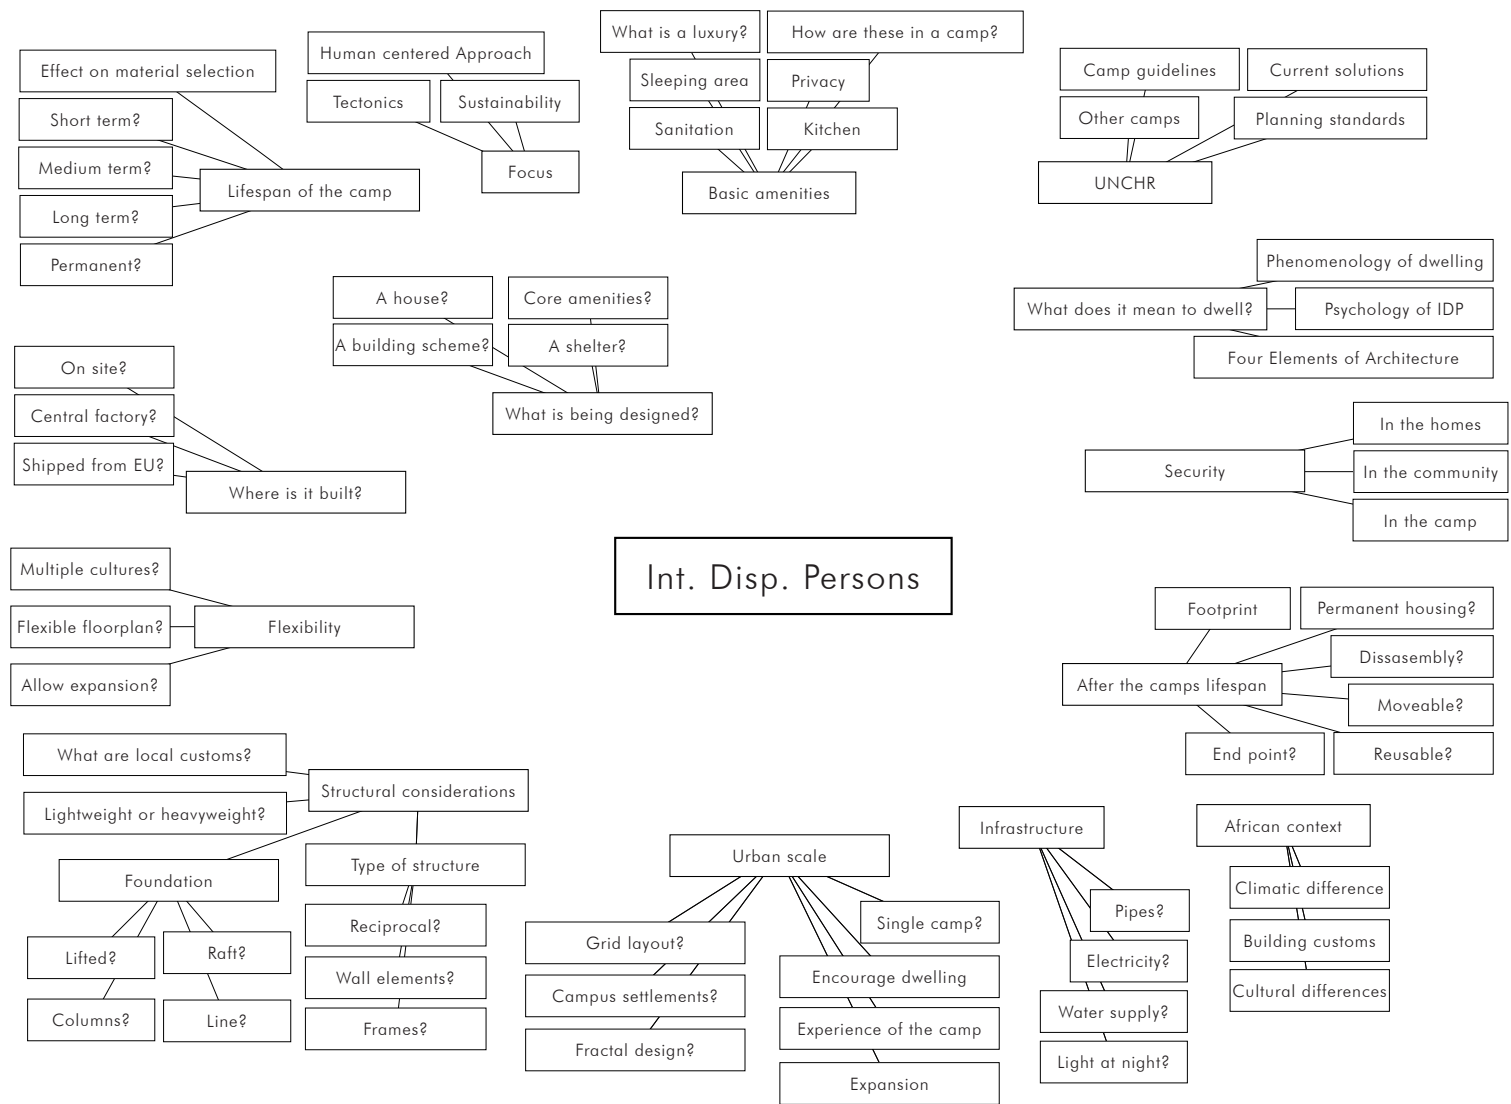 Effect on material selection
Short term?
Medium term?
Long term?
Permanent?
Lifespan of the camp
Human centered Approach
Tectonics
Sustainability
Focus
What is a luxury?
How are these in a camp?
Sleeping area
Privacy
Sanitation
Kitchen
Basic amenities
Camp guidelines
Current solutions
Other camps
Planning standards
UNCHR
Phenomenology of dwelling
What does it mean to dwell?
Psychology of IDP
Four Elements of Architecture
A house?
Core amenities?
A building scheme?
A shelter?
What is being designed?
On site?
Central factory?
Shipped from EU?
Where is it built?
In the homes
Security
In the community
In the camp
Int. Disp. Persons
Multiple cultures?
Flexible floorplan?
Flexibility
Allow expansion?
Footprint
Permanent housing?
Dissasembly?
After the camps lifespan
Moveable?
End point?
Reusable?
What are local customs?
Structural considerations
Lightweight or heavyweight?
Foundation
Type of structure
Lifted?
Raft?
Columns?
Line?
Reciprocal?
Wall elements?
Frames?
Urban scale
Grid layout?
Campus settlements?
Fractal design?
Single camp?
Encourage dwelling
Experience of the camp
Expansion
Infrastructure
Pipes?
Electricity?
Water supply?
Light at night?
African context
Climatic difference
Building customs
Cultural differences